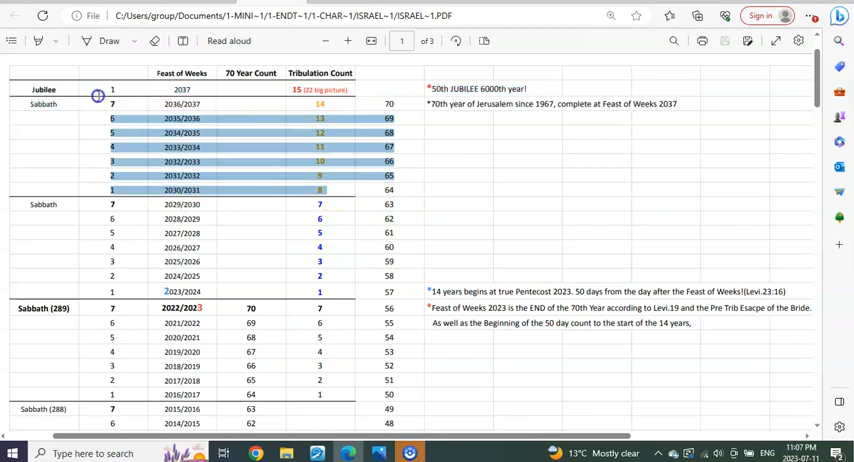 File | C:/Users/group/Documents/1-MINI~1/1-ENDT~1/1-CHAR~1/ISRAEL~1/ISRAEL~1.PDF
Sign in
Draw
Read aloud
1 of 3
Feast of Weeks 70 Year Count Tribulation Count
Jubilee 1 2037 15 (22 big picture) *50th JUBILEE 6000th year!
Sabbath 7 2036/2037 14 70 *70th year of Jerusalem since 1967, complete at Feast of Weeks 2037
6 2035/2036 13 69
5 2034/2035 12 68
4 2033/2034 11 67
3 2032/2033 10 66
2 2031/2032 9 65
1 2030/2031 8 64
Sabbath 7 2029/2030 7 63
6 2028/2029 6 62
5 2027/2028 5 61
4 2026/2027 4 60
3 2025/2026 3 59
2 2024/2025 2 58
1 2023/2024 1 57 *14 years begins at true Pentecost 2023. 50 days from the day after the Feast of Weeks!(Levi.23:16)
Sabbath (289) 7 2022/2023 70 7 56 *Feast of Weeks 2023 is the END of the 70th Year according to Levi.19 and the Pre Trib Esacpe of the Bride.
6 2021/2022 69 6 55 As well as the Beginning of the 50 day count to the start of the 14 years,
5 2020/2021 68 5 54
4 2019/2020 67 4 53
3 2018/2019 66 3 52
2 2017/2018 65 2 51
1 2016/2017 64 1 50
Sabbath (288) 7 2015/2016 63 49
6 2014/2015 62 48
Type here to search
13°C Mostly clear
ENG
11:07 PM
2023-07-11
2